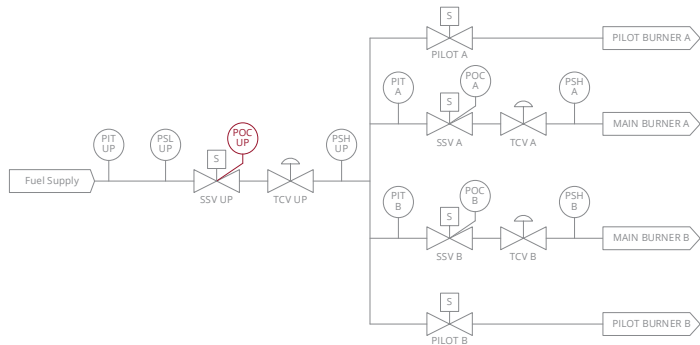 S
PILOT A
PILOT BURNER A
PIT
A
S
POC
A
SSV A
TCV A
PSH
A
MAIN BURNER A
Fuel Supply
PIT
UP
PSL
UP
S
POC
UP
SSV UP
TCV UP
PSH
UP
PIT
B
S
POC
B
SSV B
TCV B
PSH
B
MAIN BURNER B
S
PILOT B
PILOT BURNER B